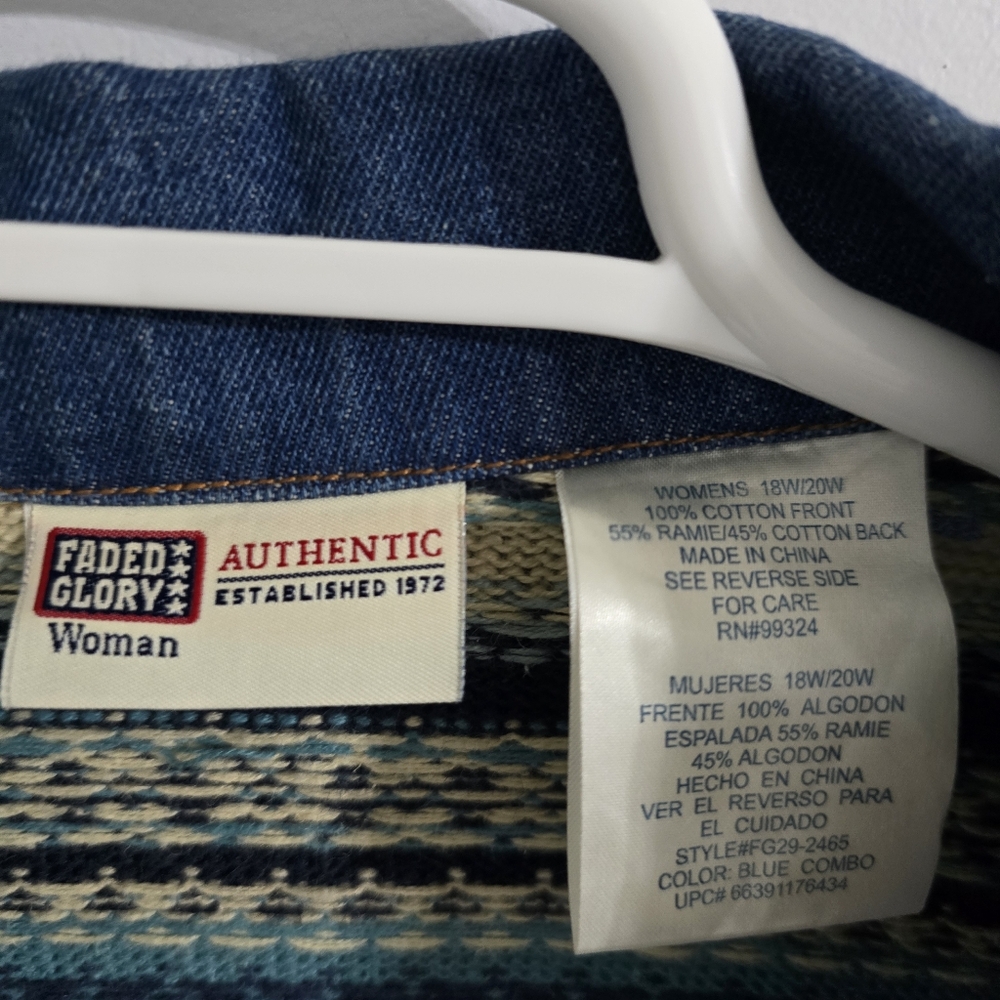 FADED
GLORY
Woman
AUTHENTIC
ESTABLISHED 1972
WOMENS 18W/20W
100% COTTON FRONT
55% RAMIE/45% COTTON BACK
MADE IN CHINA
SEE REVERSE SIDE
FOR CARE
RN#99324
MUJERES 18W/20W
FRENTE 100% ALGODON
ESPALADA 55% RAMIE
45% ALGODON
HECHO EN CHINA
VER EL REVERSO PARA
EL CUIDADO
STYLE#FG29-2465
COLOR: BLUE COMBO
UPC# 66391176434